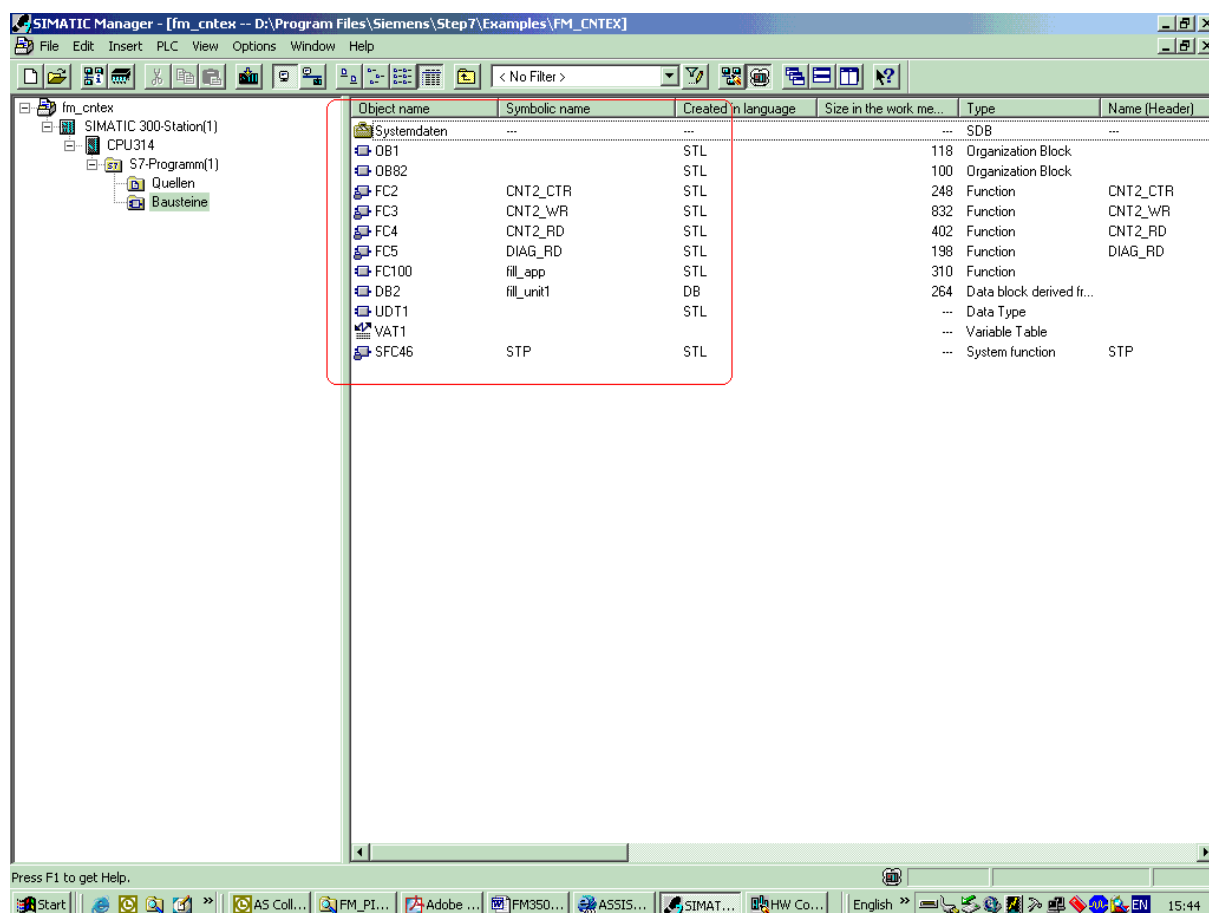 SIMATIC Manager - [fm_cntex -- D:\Program Files\Siemens\Step7\Examples\FM_CNTEX]
File Edit Insert PLC View Options Window Help
< No Filter >
fm_cntex
SIMATIC 300-Station(1)
CPU314
S7-Programm(1)
Quellen
Bausteine
Object name Symbolic name Created in language Size in the work me... Type Name (Header)
Systemdaten --- --- --- SDB ---
OB1 STL 118 Organization Block
OB82 STL 100 Organization Block
FC2 CNT2_CTR STL 248 Function CNT2_CTR
FC3 CNT2_WR STL 832 Function CNT2_WR
FC4 CNT2_RD STL 402 Function CNT2_RD
FC5 DIAG_RD STL 198 Function DIAG_RD
FC100 fill_app STL 310 Function
DB2 fill_unit1 DB 264 Data block derived fr...
UDT1 STL --- Data Type
VAT1 --- Variable Table
SFC46 STP STL --- System function STP
Press F1 to get Help.
Start » AS Coll... FM_PI... Adobe ... FM350... ASSIS... SIMAT... HW Co... English » EN 15:44